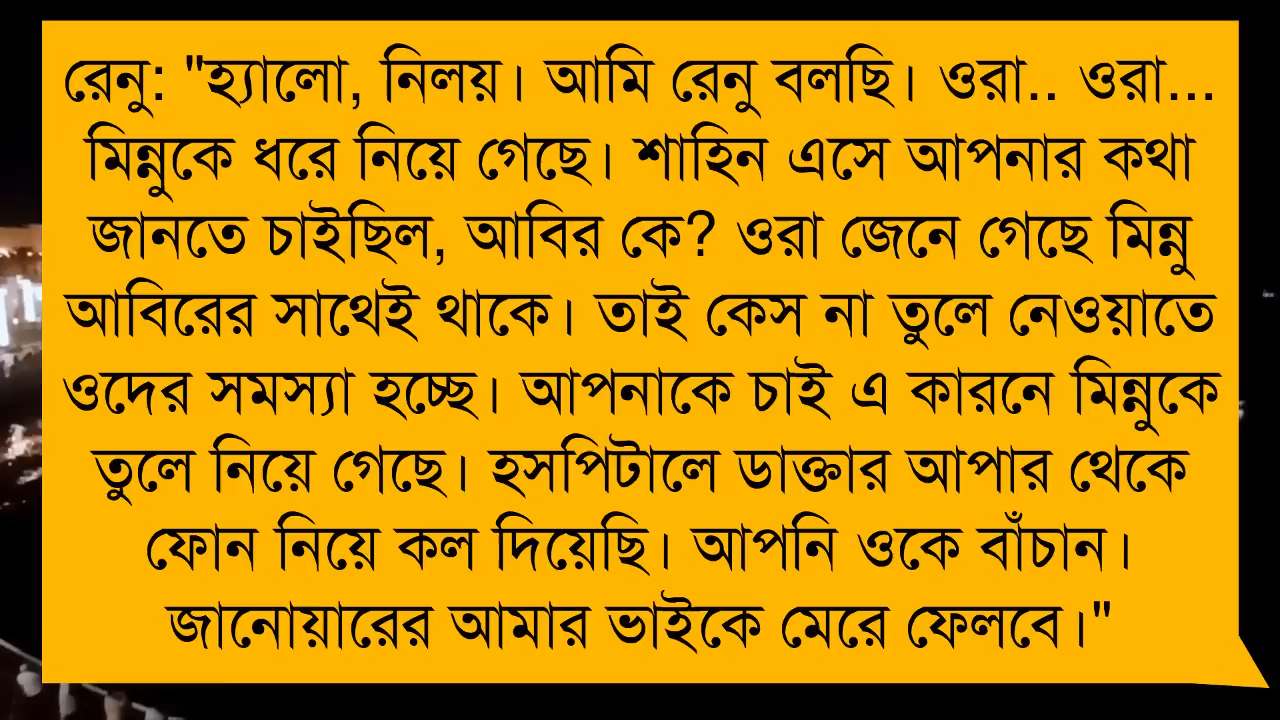 রেনু: "হ্যালো, নিলয়। আমি রেনু বলছি। ওরা.. ওরা...
মিন্নুকে ধরে নিয়ে গেছে। শাহিন এসে আপনার কথা
জানতে চাইছিল, আবির কে? ওরা জেনে গেছে মিন্নু
আবিরের সাথেই থাকে। তাই কেস না তুলে নেওয়াতে
ওদের সমস্যা হচ্ছে। আপনাকে চাই এ কারনে মিন্নুকে
তুলে নিয়ে গেছে। হসপিটালে ডাক্তার আপার থেকে
ফোন নিয়ে কল দিয়েছি। আপনি ওকে বাঁচান।
জানোয়ারের আমার ভাইকে মেরে ফেলবে।"